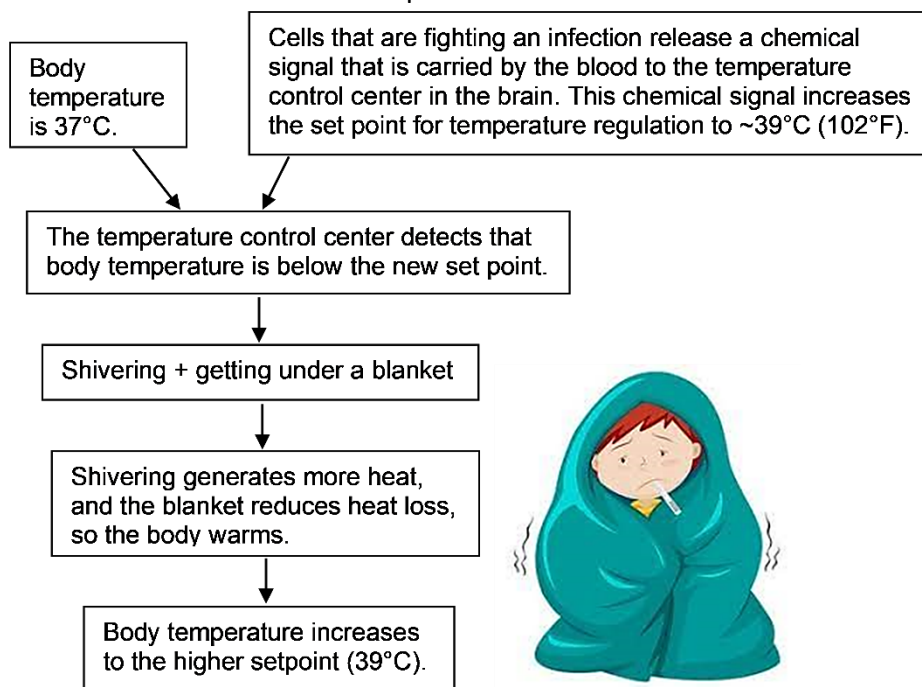 Body
temperature
is 37°C.
Cells that are fighting an infection release a chemical
signal that is carried by the blood to the temperature
control center in the brain. This chemical signal increases
the set point for temperature regulation to ~39°C (102°F).
The temperature control center detects that
body temperature is below the new set point.
Shivering + getting under a blanket
Shivering generates more heat,
and the blanket reduces heat loss,
so the body warms.
Body temperature increases
to the higher setpoint (39°C).